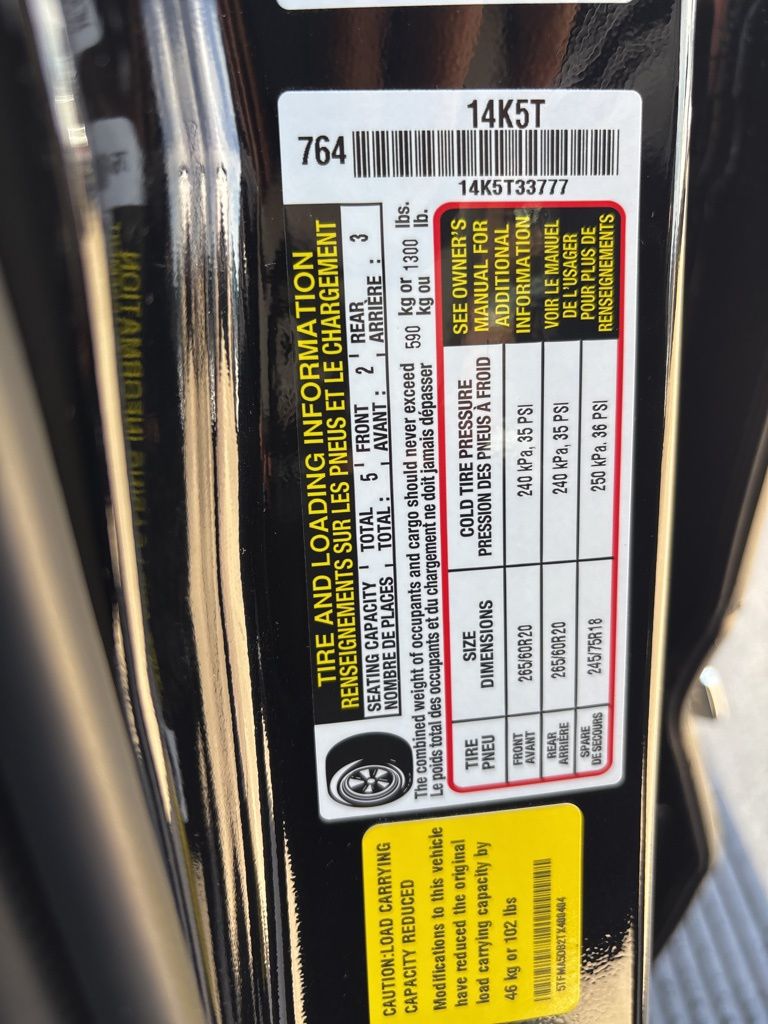 14K5T
764
14K5T33777
TIRE AND LOADING INFORMATION
RENSEIGNEMENTS SUR LES PNEUS ET LE CHARGEMENT
SEATING CAPACITY TOTAL 5 FRONT 2 REAR 3
NOMBRE DE PLACES TOTAL : AVANT : ARRIÈRE :
The combined weight of occupants and cargo should never exceed 590 kg or 1300 lbs.
Le poids total des occupants et du chargement ne doit jamais dépasser kg ou lb.
TIRE SIZE COLD TIRE PRESSURE
PNEU DIMENSIONS PRESSION DES PNEUS À FROID
FRONT
AVANT
265/60R20 240 kPa, 35 PSI
REAR
ARRIÈRE
265/60R20 240 kPa, 35 PSI
SPARE
DE SECOURS
245/75R18 250 kPa. 36 PSI
SEE OWNER'S
MANUAL FOR
ADDITIONAL
INFORMATION
VOIR LE MANUEL
DE L'USAGER
POUR PLUS DE
RENSEIGNEMENTS
CAUTION:LOAD CARRYING
CAPACITY REDUCED
Modifications to this vehicle
have reduced the original
load carrying capacity by
46 kg or 102 lbs